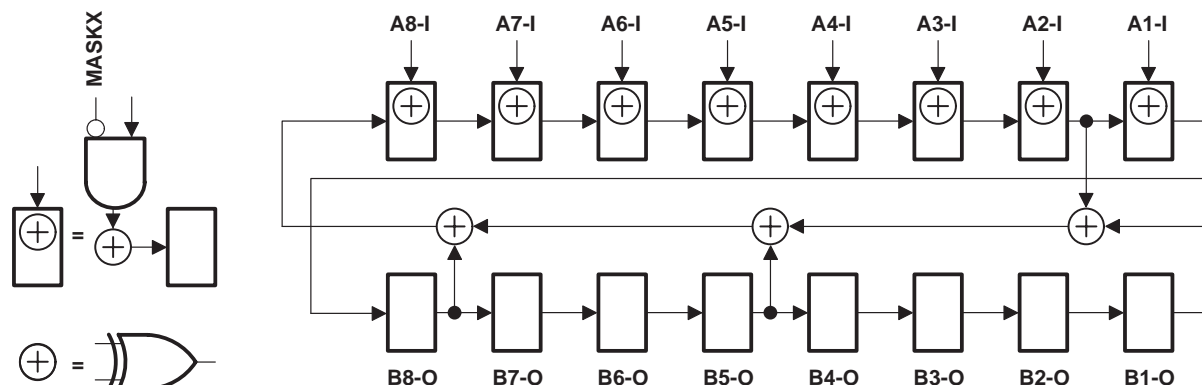 MASKX
=
=
A8-I A7-I A6-I A5-I A4-I A3-I A2-I A1-I
B8-O B7-O B6-O B5-O B4-O B3-O B2-O B1-O